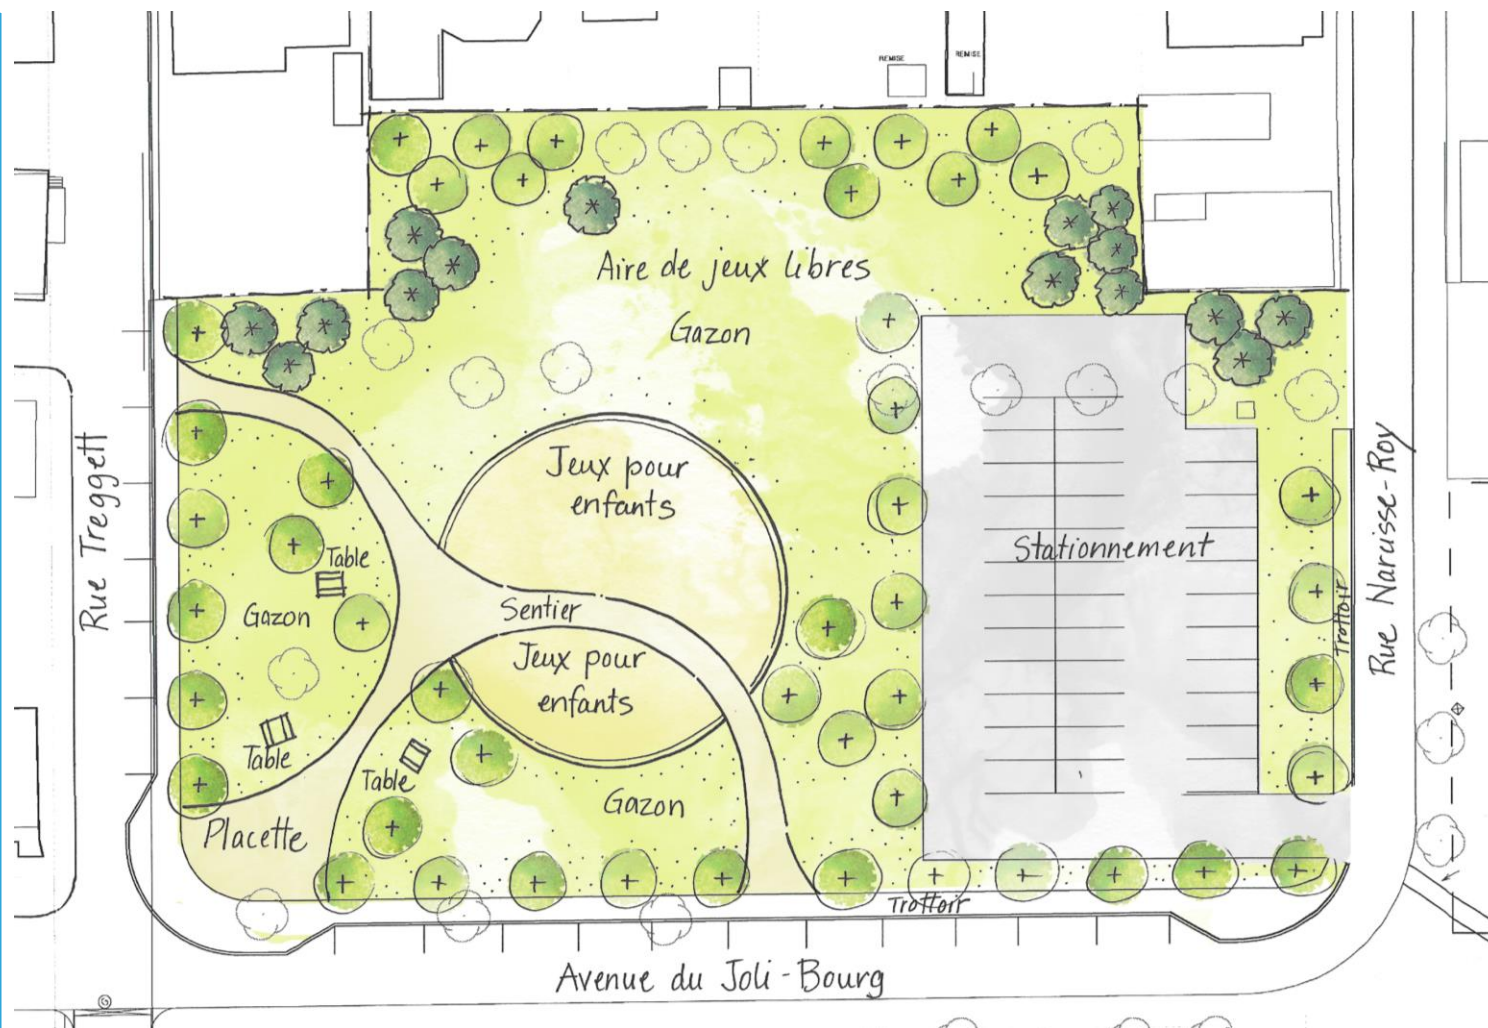 REMISE
REMISE
Aire de jeux libres
Gazon
Jeux pour
enfants
Rue Treggett
Table
Stationnement
Gazon
Sentier
Trottoir
Rue Narcisse-Roy
Jeux pour
enfants
Table
Table
Gazon
Placette
Trottoir
Avenue du Joli-Bourg
G